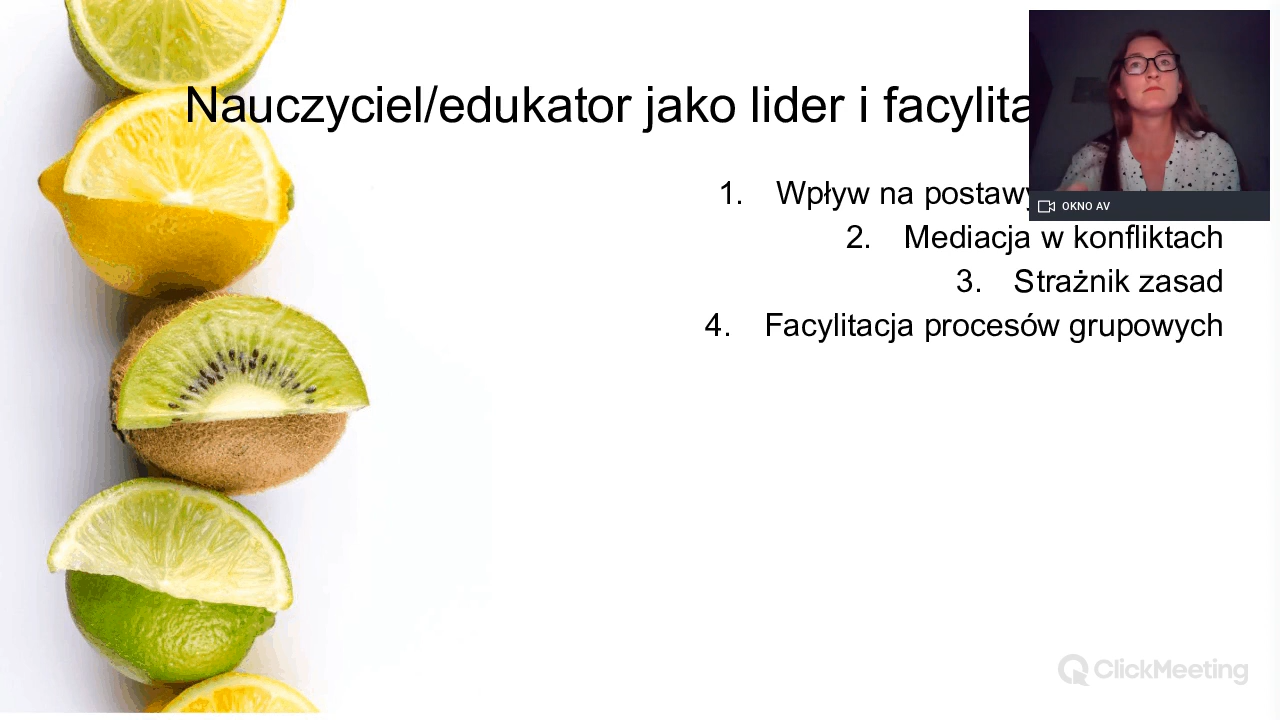 Nauczyciel/edukator jako lider i
1. Wpływ na postawy
OKNO AV
2. Mediacja w konfliktach
3. Strażnik zasad
4. Facylitacja procesów grupowych
ClickMeeting